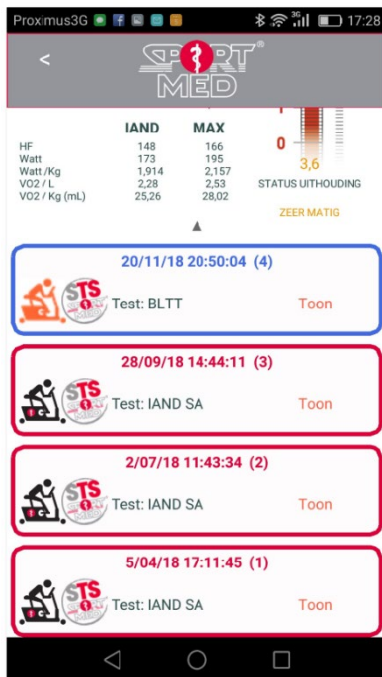 Proximus3G 17:28
<
SPORT®
MED
IAND MAX
HF 148 166
Watt 173 195
Watt/Kg 1,914 2,157
VO2 / L 2,28 2,53
VO2 / Kg (mL) 25,26 28,02
0
3,6
STATUS UITHOUDING
ZEER MATIG
20/11/18 20:50:04 (4)
STS
Test: BLTT Toon
28/09/18 14:44:11 (3)
STS
Test: IAND SA Toon
2/07/18 11:43:34 (2)
STS
Test: IAND SA Toon
5/04/18 17:11:45 (1)
STS
Test: IAND SA Toon